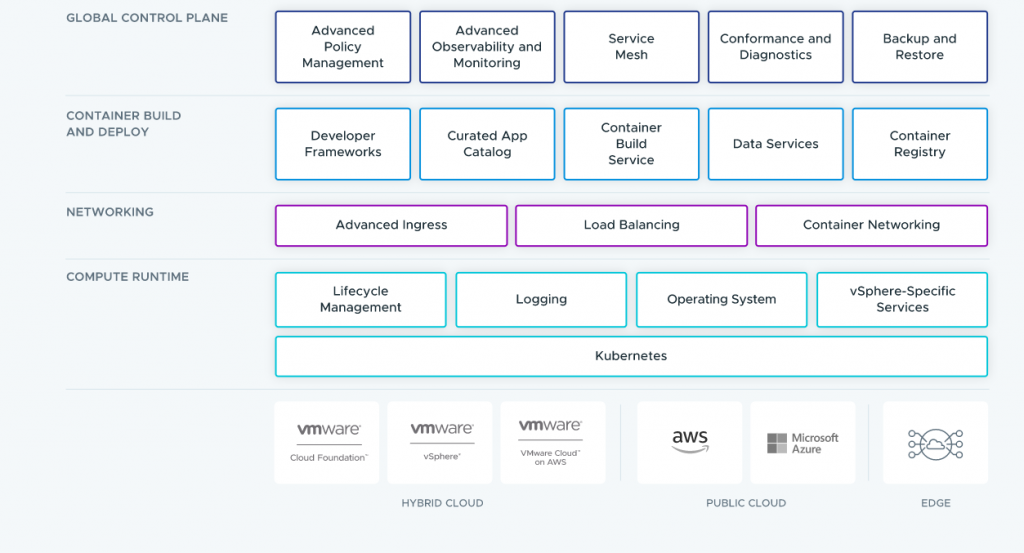 GLOBAL CONTROL PLANE
Advanced
Policy
Management
Advanced
Observability and
Monitoring
Service
Mesh
Conformance and
Diagnostics
Backup and
Restore
CONTAINER BUILD
AND DEPLOY
Developer
Frameworks
Curated App
Catalog
Container
Build
Service
Data Services
Container
Registry
NETWORKING
Advanced Ingress
Load Balancing
Container Networking
COMPUTE RUNTIME
Lifecycle
Management
Logging
Operating System
vSphere-Specific
Services
Kubernetes
vmware®
Cloud Foundation™
vmware®
vSphere®
vmware®
VMware Cloud™
on AWS
aws
Microsoft
Azure
HYBRID CLOUD
PUBLIC CLOUD
EDGE